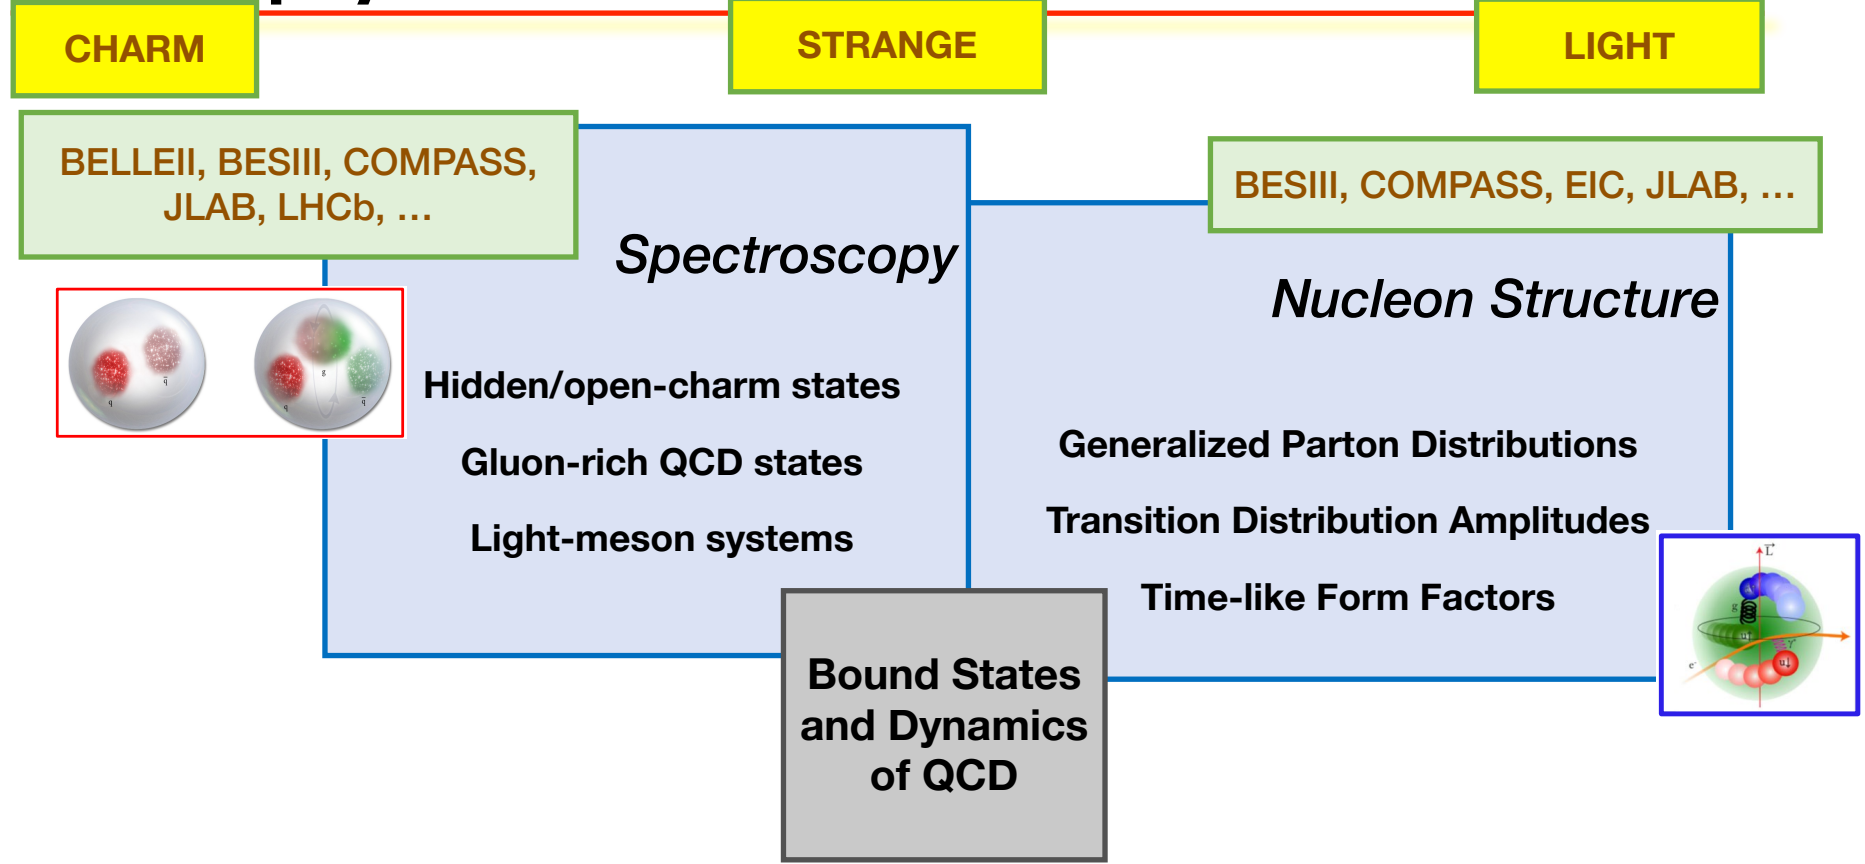 CHARM
STRANGE
LIGHT
BELLEII, BESIII, COMPASS,
JLAB, LHCb, …
BESIII, COMPASS, EIC, JLAB, …
Spectroscopy
Nucleon Structure
Hidden/open-charm states
Gluon-rich QCD states
Light-meson systems
Generalized Parton Distributions
Transition Distribution Amplitudes
Time-like Form Factors
Bound States
and Dynamics
of QCD
q
q̄
g
q
q̄
L⃗
e⁻